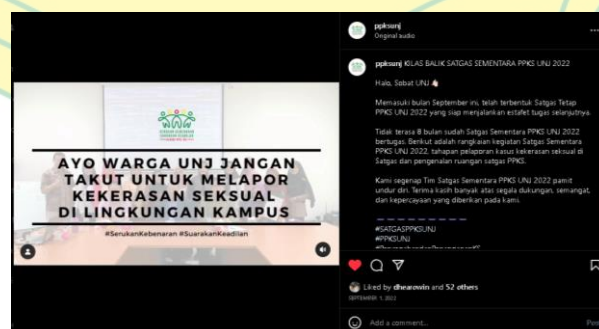 AYO WARGA UNJ JANGAN
TAKUT UNTUK MELAPOR
KEKERASAN SEKSUAL
DI LINGKUNGAN KAMPUS
#SerukanKebenaran #SuarakanKeadilan
ppksunj
Original audio
ppksunj KILAS BALIK SATGAS SEMENTARA PPKS UNJ 2022
Halo, Sobat UNJ 👋🏻
Memasuki bulan September ini, telah terbentuk Satgas Tetap
PPKS UNJ 2022 yang siap menjalankan estafet tugas selanjutnya.
Tidak terasa 8 bulan sudah Satgas Sementara PPKS UNJ 2022
bertugas. Berikut adalah rangkaian kegiatan Satgas Sementara
PPKS UNJ 2022, tahapan pelaporan kasus kekerasan seksual di
Satgas dan pengenalan ruangan satgas PPKS.
Kami segenap Tim Satgas Sementara PPKS UNJ 2022 pamit
undur diri. Terima kasih banyak atas segala dukungan, semangat,
dan kepercayaan yang diberikan pada kami.
#SATGASPPKSUNJ
#PPKSUNJ
Liked by dhearowin and 52 others
SEPTEMBER 1, 2022
Add a comment...